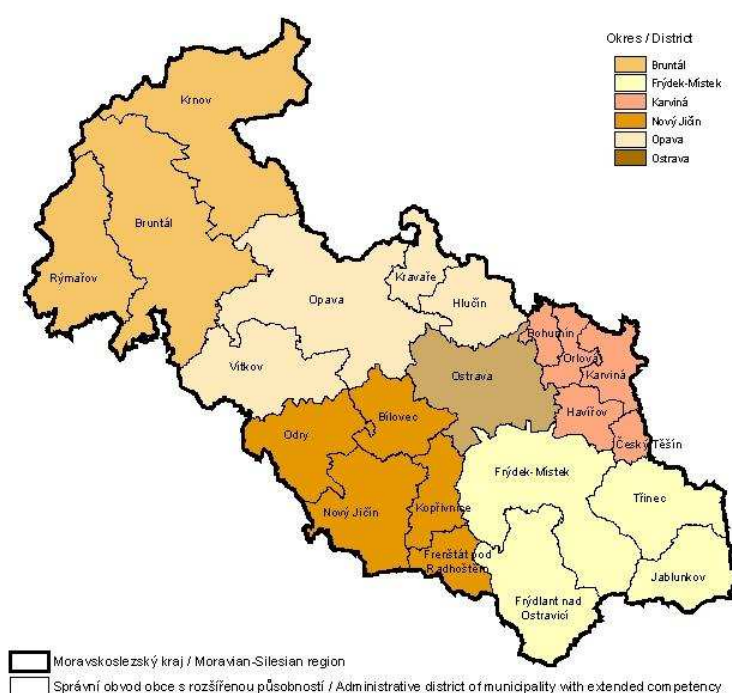 Okres / District
Bruntál
Frýdek-Místek
Karviná
Nový Jičín
Opava
Ostrava
Krnov
Bruntál
Rýmařov
Kravaře
Opava
Hlučín
Bohumín
Orlová
Vítkov
Ostrava
Karviná
Bílovec
Havířov
Odry
Český Těšín
Frýdek-Místek
Třinec
Nový Jičín
Kopřivnice
Frenštát pod
Radhoštěm
Jablunkov
Frýdlant nad
Ostravicí
Moravskoslezský kraj / Moravian-Silesian region
Správní obvod obce s rozšířenou působností / Administrative district of municipality with extended competency